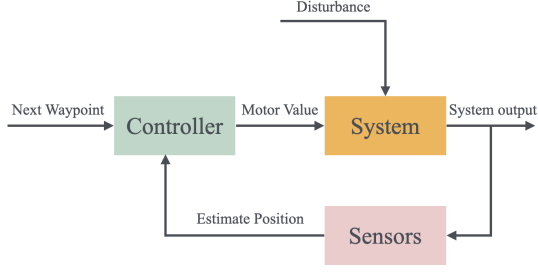 Disturbance
Next Waypoint
Controller
Motor Value
System
System output
Estimate Position
Sensors